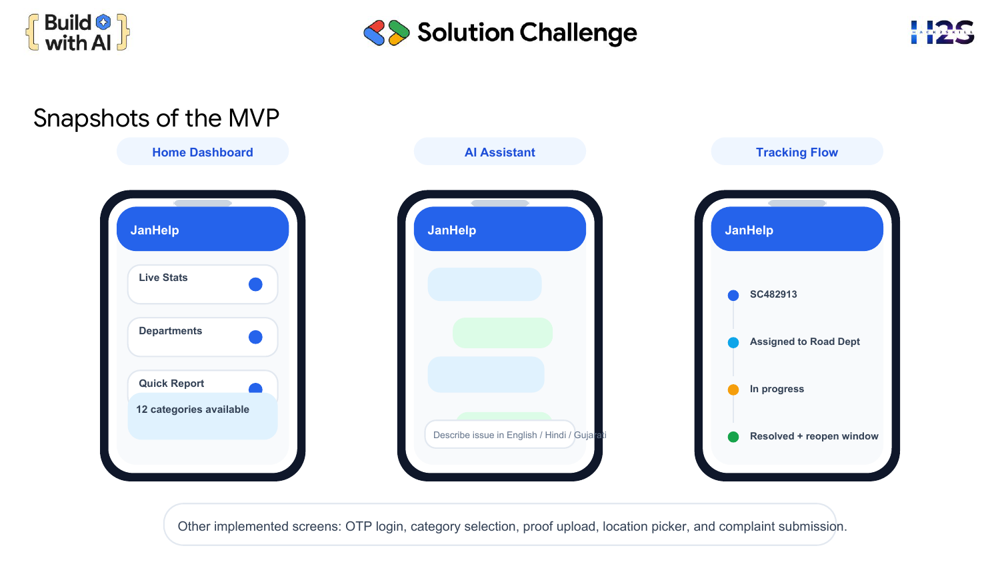 Build
with AI
Solution Challenge
H2S
HACK2SKILL
Snapshots of the MVP
Home Dashboard
AI Assistant
Tracking Flow
JanHelp
Live Stats
Departments
Quick Report
12 categories available
JanHelp
Describe issue in English / Hindi / Gujarati
JanHelp
SC482913
Assigned to Road Dept
In progress
Resolved + reopen window
Other implemented screens: OTP login, category selection, proof upload, location picker, and complaint submission.